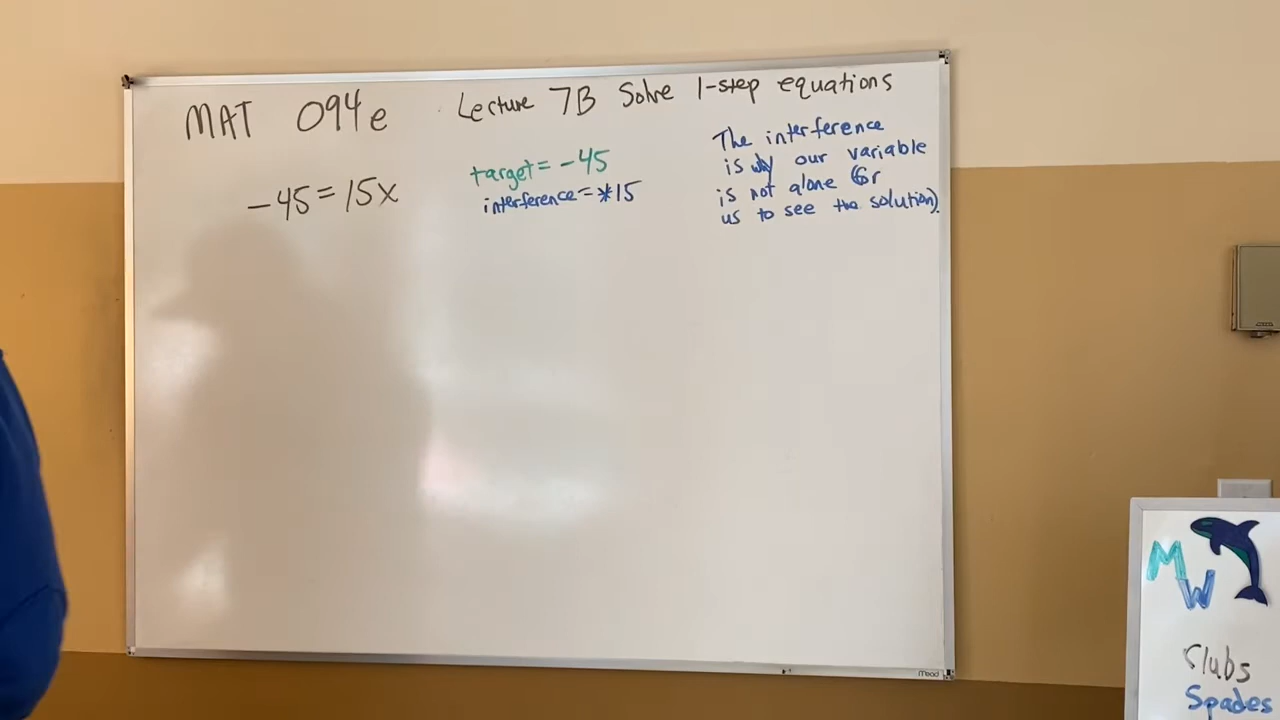 MAT 094e Lecture 7B Solve 1-step equations
-45 = 15x
target = -45
interference = *15
The interference
is why our variable
is not alone (for
us to see the solution).
Mead
MW
Clubs
Spades